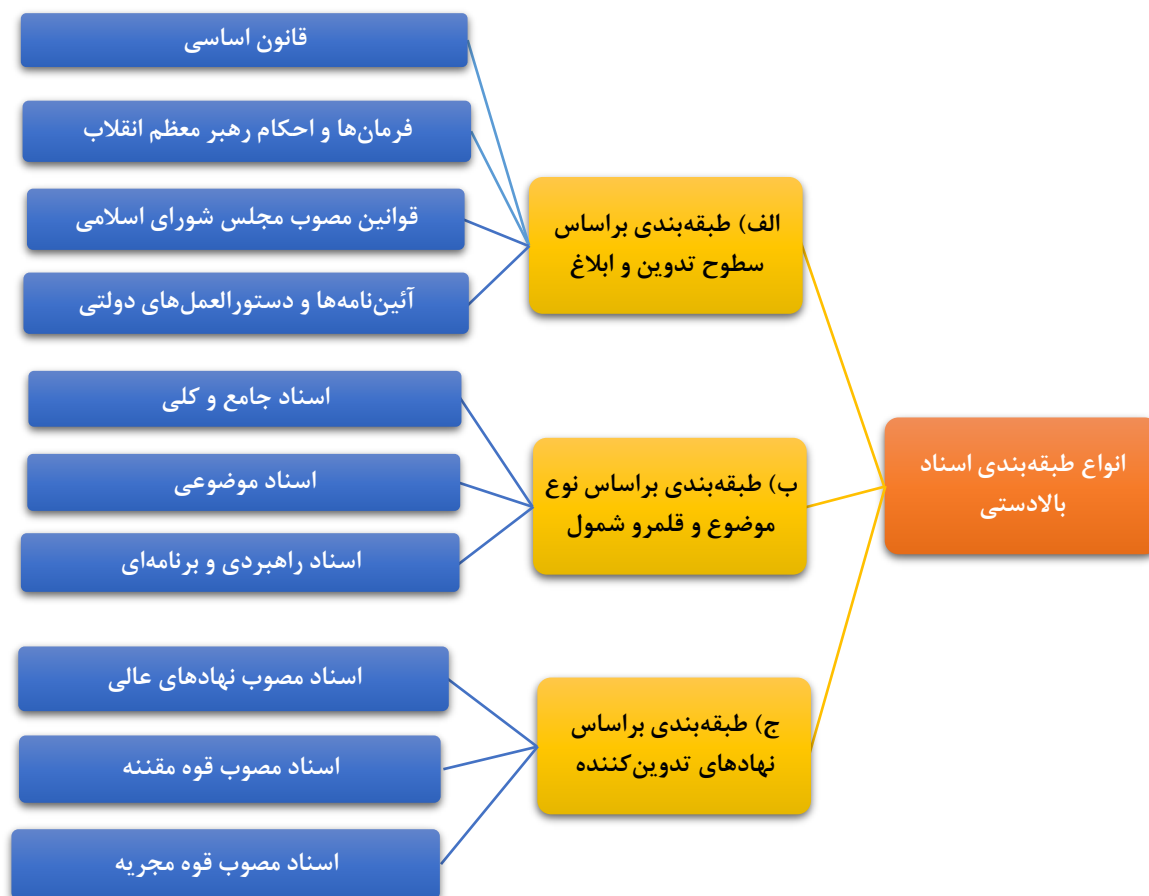 انواع طبقه‌بندی اسناد
بالادستی
الف) طبقه‌بندی براساس
سطوح تدوین و ابلاغ
قانون اساسی
فرمان‌ها و احکام رهبر معظم انقلاب
قوانین مصوب مجلس شورای اسلامی
آئین‌نامه‌ها و دستورالعمل‌های دولتی
ب) طبقه‌بندی براساس نوع
موضوع و قلمرو شمول
اسناد جامع و کلی
اسناد موضوعی
اسناد راهبردی و برنامه‌ای
ج) طبقه‌بندی براساس
نهادهای تدوین‌کننده
اسناد مصوب نهادهای عالی
اسناد مصوب قوه مقننه
اسناد مصوب قوه مجریه